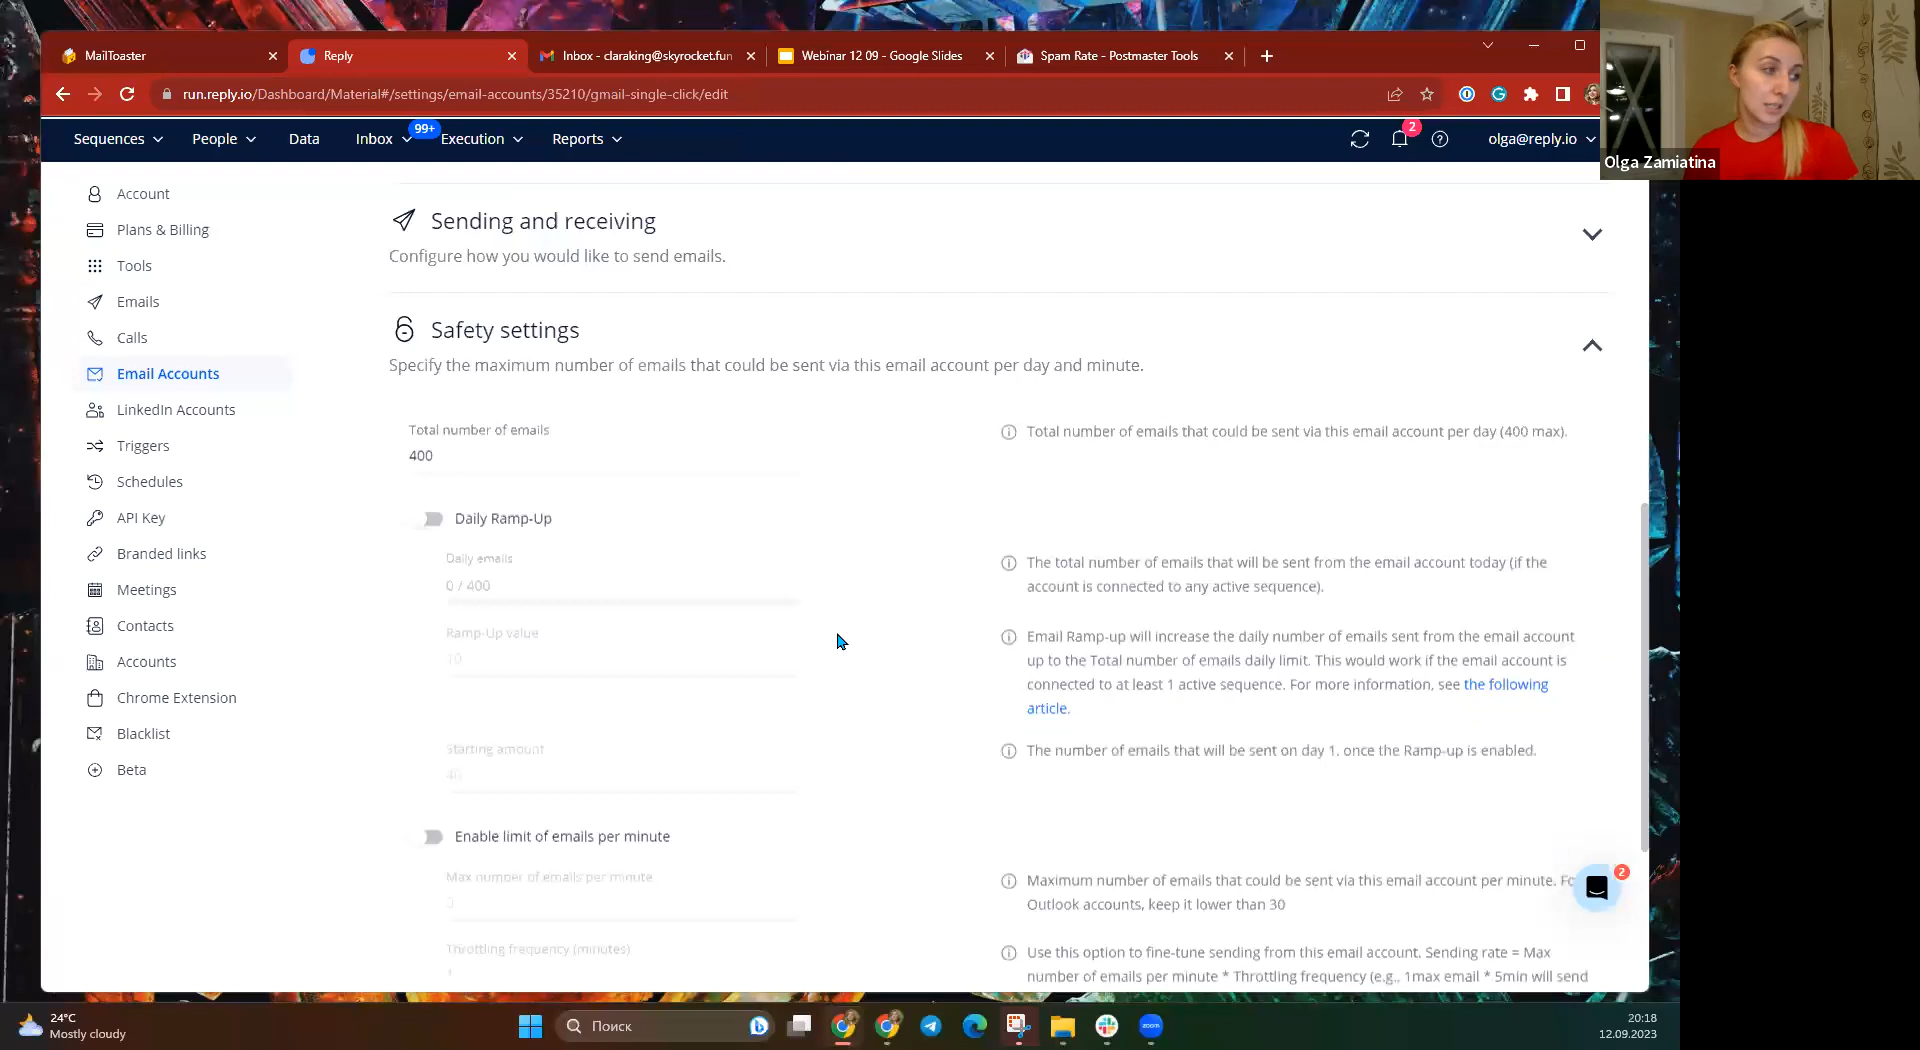 MailToaster
Reply
Inbox - claraking@skyrocket.fun
Webinar 12 09 - Google Slides
Spam Rate - Postmaster Tools
run.reply.io/Dashboard/Material#/settings/email-accounts/35210/gmail-single-click/edit
Sequences
People
Data
Inbox
99+
Execution
Reports
2
olga@reply.io
Olga Zamiatina
Account
Plans & Billing
Tools
Emails
Calls
Email Accounts
LinkedIn Accounts
Triggers
Schedules
API Key
Branded links
Meetings
Contacts
Accounts
Chrome Extension
Blacklist
Beta
Sending and receiving
Configure how you would like to send emails.
Safety settings
Specify the maximum number of emails that could be sent via this email account per day and minute.
Total number of emails
400
Total number of emails that could be sent via this email account per day (400 max).
Daily Ramp-Up
Daily emails
0 / 400
The total number of emails that will be sent from the email account today (if the
account is connected to any active sequence).
Ramp-Up value
10
Email Ramp-up will increase the daily number of emails sent from the email account
up to the Total number of emails daily limit. This would work if the email account is
connected to at least 1 active sequence. For more information, see the following
article.
Starting amount
40
The number of emails that will be sent on day 1, once the Ramp-up is enabled.
Enable limit of emails per minute
Max number of emails per minute
Maximum number of emails that could be sent via this email account per minute. Fo
Outlook accounts, keep it lower than 30
2
Throttling frequency (minutes)
Use this option to fine-tune sending from this email account. Sending rate = Max
number of emails per minute * Throttling frequency (e.g., 1max email * 5min will send
24°C
Mostly cloudy
Поиск
zoom
20:18
12.09.2023